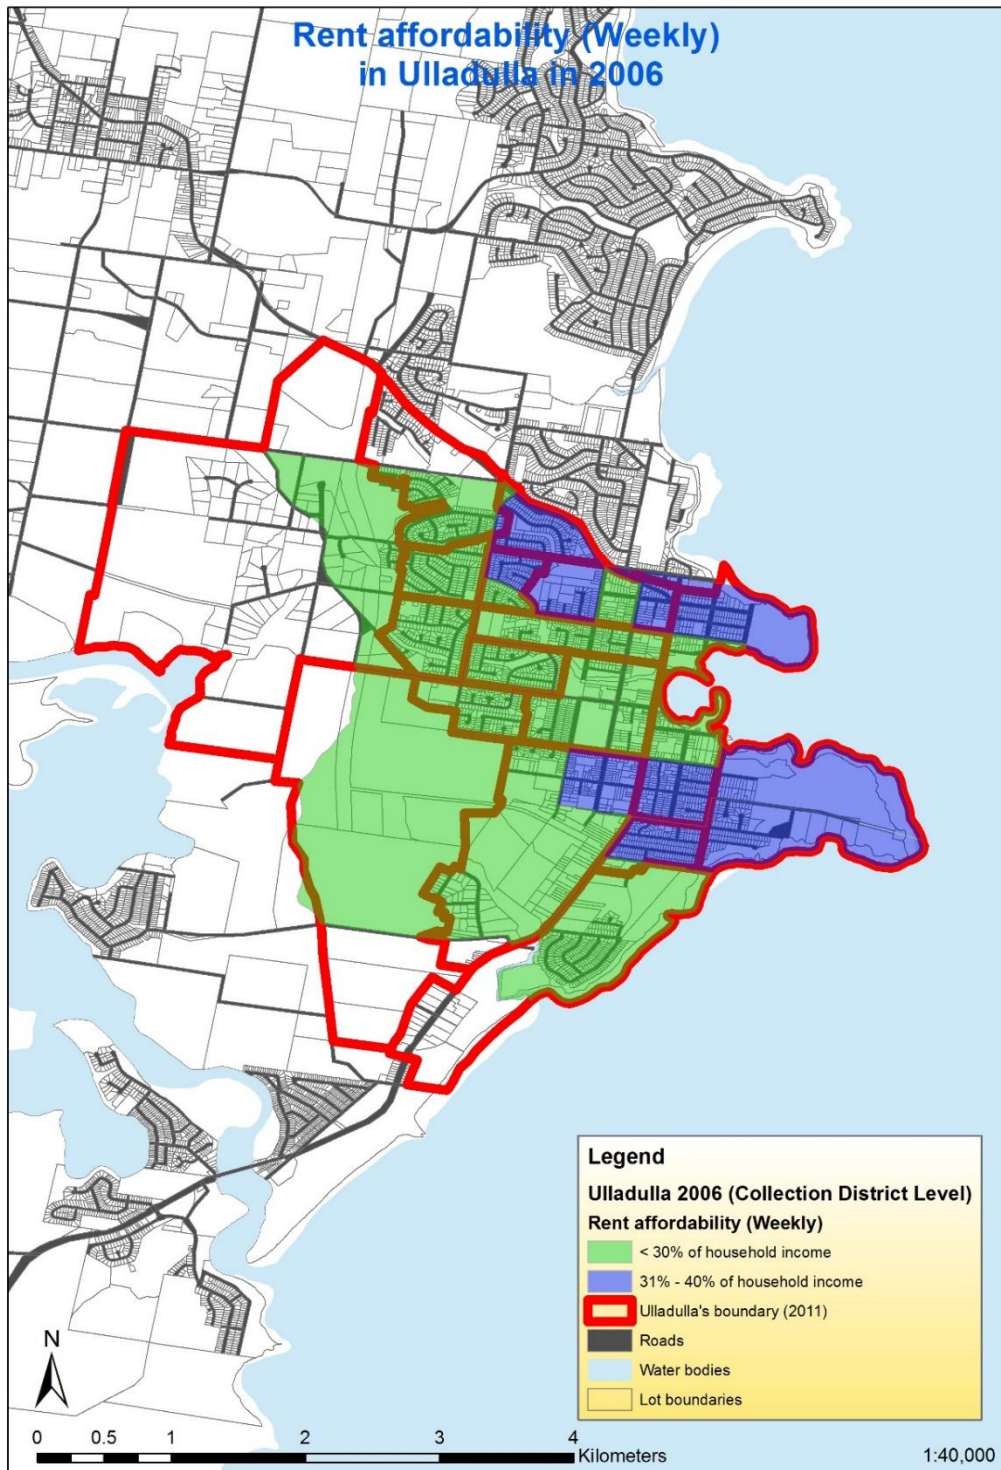 Rent affordability (Weekly)
in Ulladulla in 2006
Legend
Ulladulla 2006 (Collection District Level)
Rent affordability (Weekly)
< 30% of household income
31% - 40% of household income
Ulladulla's boundary (2011)
Roads
Water bodies
Lot boundaries
N
0 0.5 1 2 3 4
Kilometers
1:40,000